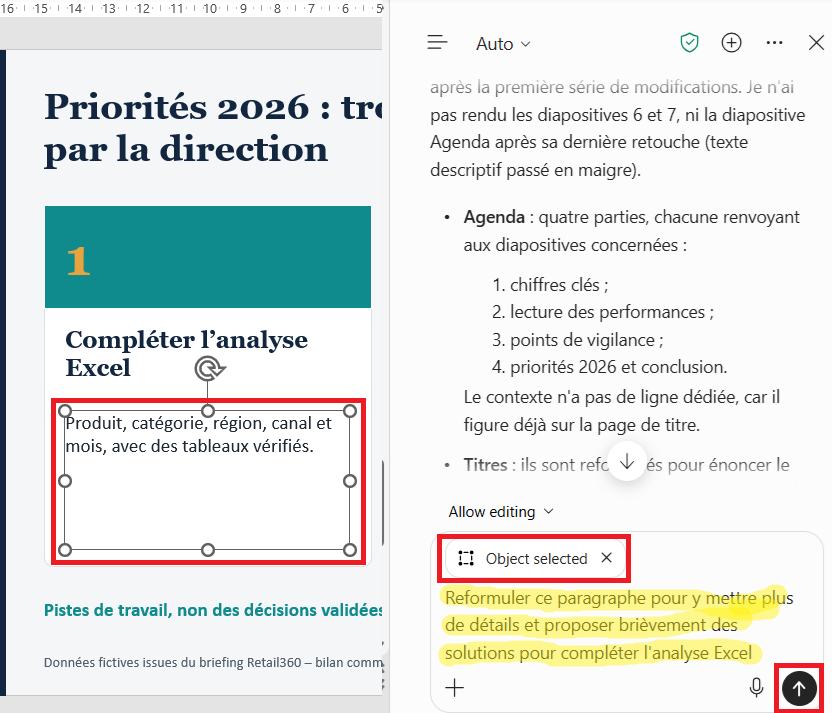 16 · 15 · 14 · 13 · 12 · 11 · 10 · 9 · 8 · 7 · 6 · 5
Priorités 2026 : tr
par la direction
1
Compléter l’analyse
Excel
Produit, catégorie, région, canal et
mois, avec des tableaux vérifiés.
Pistes de travail, non des décisions validées
Données fictives issues du briefing Retail360 – bilan comm
Auto
après la première série de modifications. Je n'ai
pas rendu les diapositives 6 et 7, ni la diapositive
Agenda après sa dernière retouche (texte
descriptif passé en maigre).
• Agenda : quatre parties, chacune renvoyant
aux diapositives concernées :
1. chiffres clés ;
2. lecture des performances ;
3. points de vigilance ;
4. priorités 2026 et conclusion.
Le contexte n'a pas de ligne dédiée, car il
figure déjà sur la page de titre.
• Titres : ils sont pour énoncer le
Allow editing
Object selected
Reformuler ce paragraphe pour y mettre plus
de détails et proposer brièvement des
solutions pour compléter l'analyse Excel